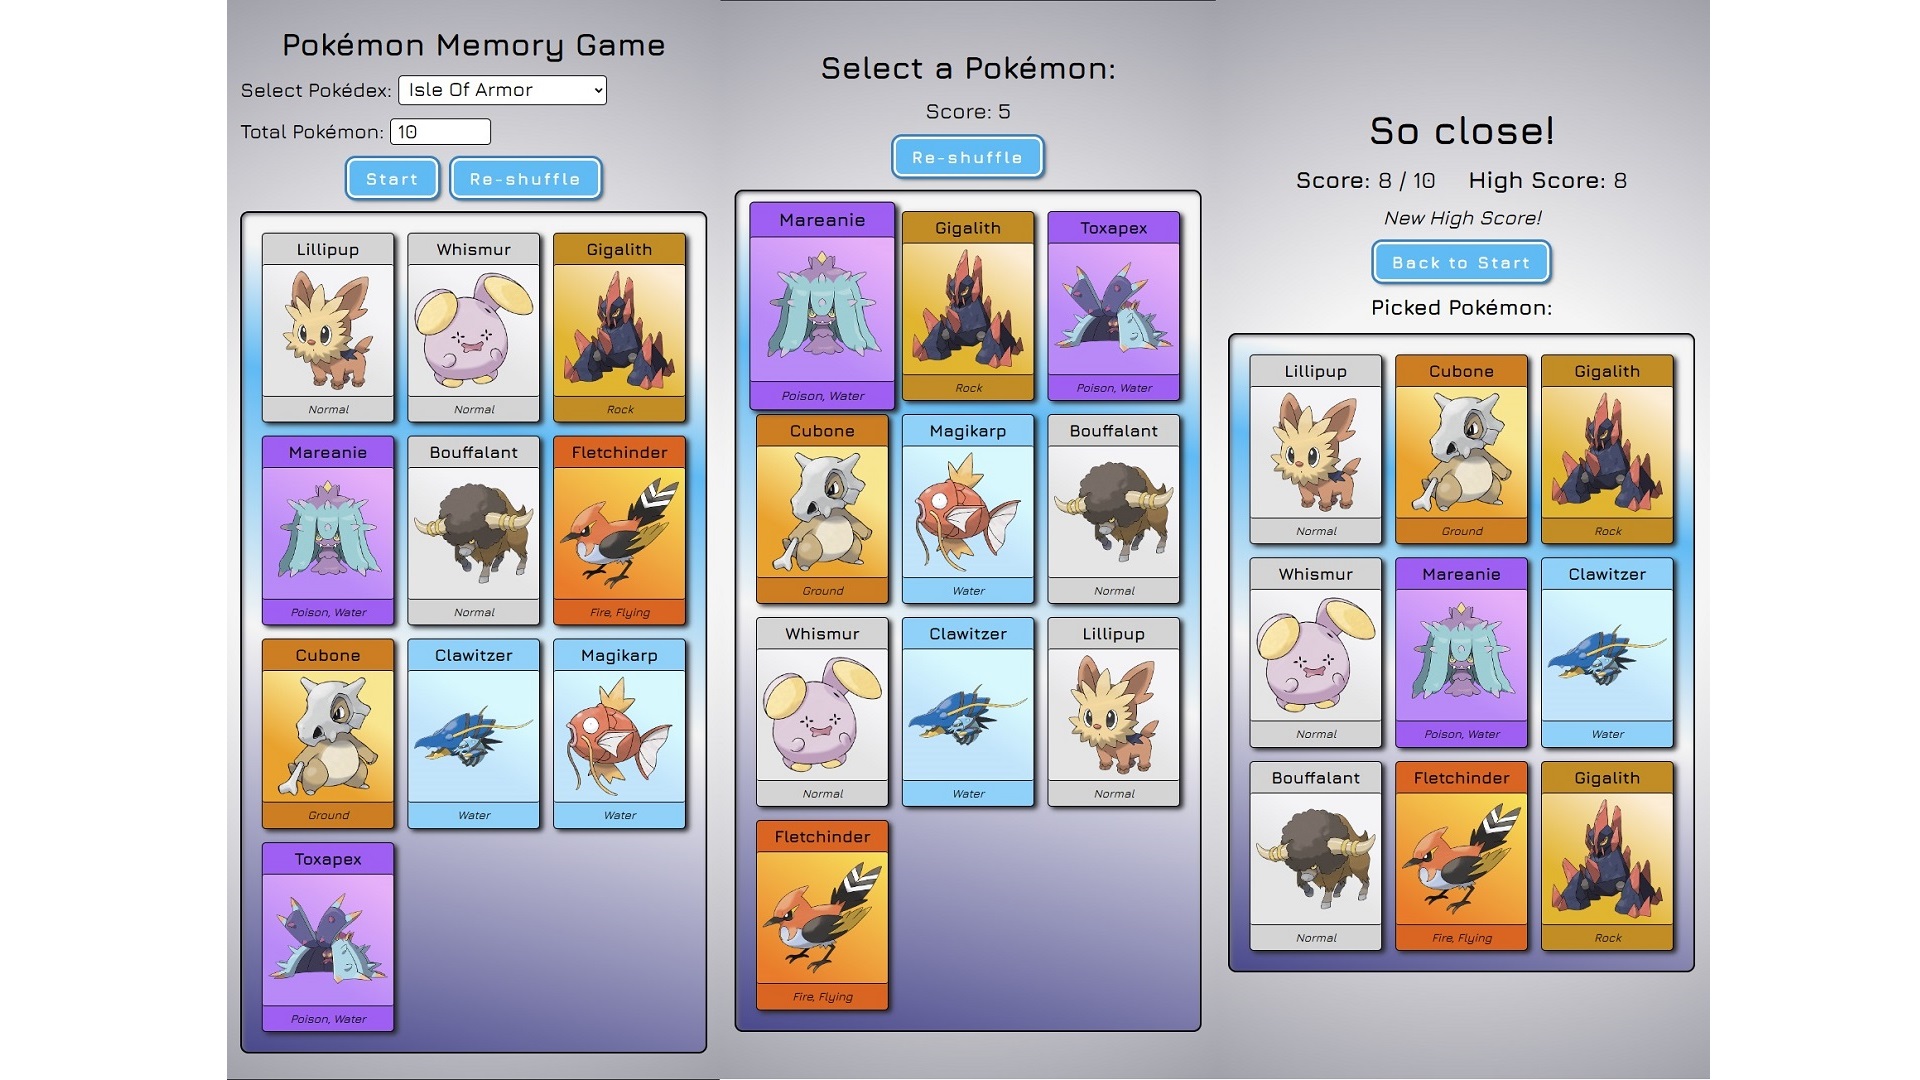 Pokémon Memory Game
Select Pokédex: Isle Of Armor
Total Pokémon: 10
Start Re-shuffle
Lillipup Whismur Gigalith
Normal Normal Rock
Mareanie Bouffalant Fletchinder
Poison, Water Normal Fire, Flying
Cubone Clawitzer Magikarp
Ground Water Water
Toxapex
Poison, Water
Select a Pokémon:
Score: 5
Re-shuffle
Mareanie Gigalith Toxapex
Poison, Water Rock Poison, Water
Cubone Magikarp Bouffalant
Ground Water Normal
Whismur Clawitzer Lillipup
Normal Water Normal
Fletchinder
Fire, Flying
So close!
Score: 8 / 10 High Score: 8
New High Score!
Back to Start
Picked Pokémon:
Lillipup Cubone Gigalith
Normal Ground Rock
Whismur Mareanie Clawitzer
Normal Poison, Water Water
Bouffalant Fletchinder Gigalith
Normal Fire, Flying Rock